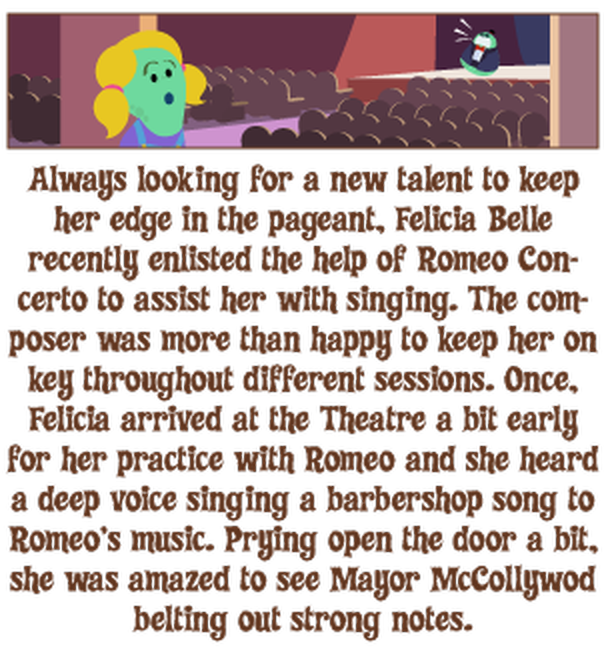 Always looking for a new talent to keep
her edge in the pageant, Felicia Belle
recently enlisted the help of Romeo Con-
certo to assist her with singing. The com-
poser was more than happy to keep her on
key throughout different sessions. Once,
Felicia arrived at the Theatre a bit early
for her practice with Romeo and she heard
a deep voice singing a barbershop song to
Romeo's music. Prying open the door a bit,
she was amazed to see Mayor McCollywod
belting out strong notes.